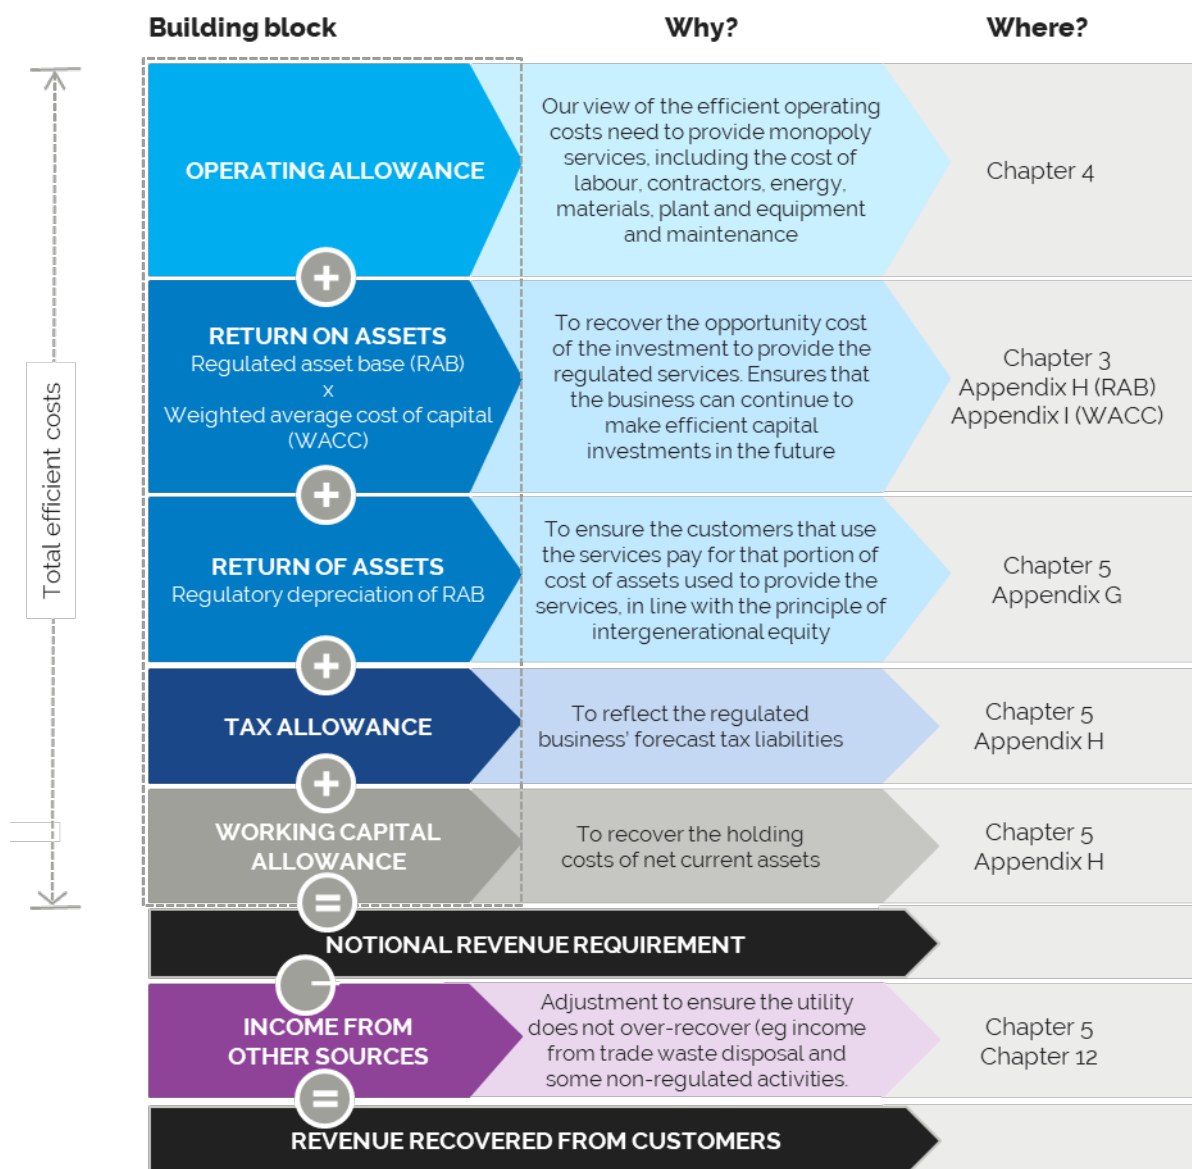 Building block
Why?
Where?
Total efficient costs
OPERATING ALLOWANCE
Our view of the efficient operating
costs need to provide monopoly
services, including the cost of
labour, contractors, energy,
materials, plant and equipment
and maintenance
Chapter 4
+
RETURN ON ASSETS
Regulated asset base (RAB)
x
Weighted average cost of capital
(WACC)
To recover the opportunity cost
of the investment to provide the
regulated services. Ensures that
the business can continue to
make efficient capital
investments in the future
Chapter 3
Appendix H (RAB)
Appendix I (WACC)
+
RETURN OF ASSETS
Regulatory depreciation of RAB
To ensure the customers that use
the services pay for that portion of
cost of assets used to provide the
services, in line with the principle of
intergenerational equity
Chapter 5
Appendix G
+
TAX ALLOWANCE
To reflect the regulated
business' forecast tax liabilities
Chapter 5
Appendix H
+
WORKING CAPITAL
ALLOWANCE
To recover the holding
costs of net current assets
Chapter 5
Appendix H
=
NOTIONAL REVENUE REQUIREMENT
−
INCOME FROM
OTHER SOURCES
Adjustment to ensure the utility
does not over-recover (eg income
from trade waste disposal and
some non-regulated activities.
Chapter 5
Chapter 12
=
REVENUE RECOVERED FROM CUSTOMERS